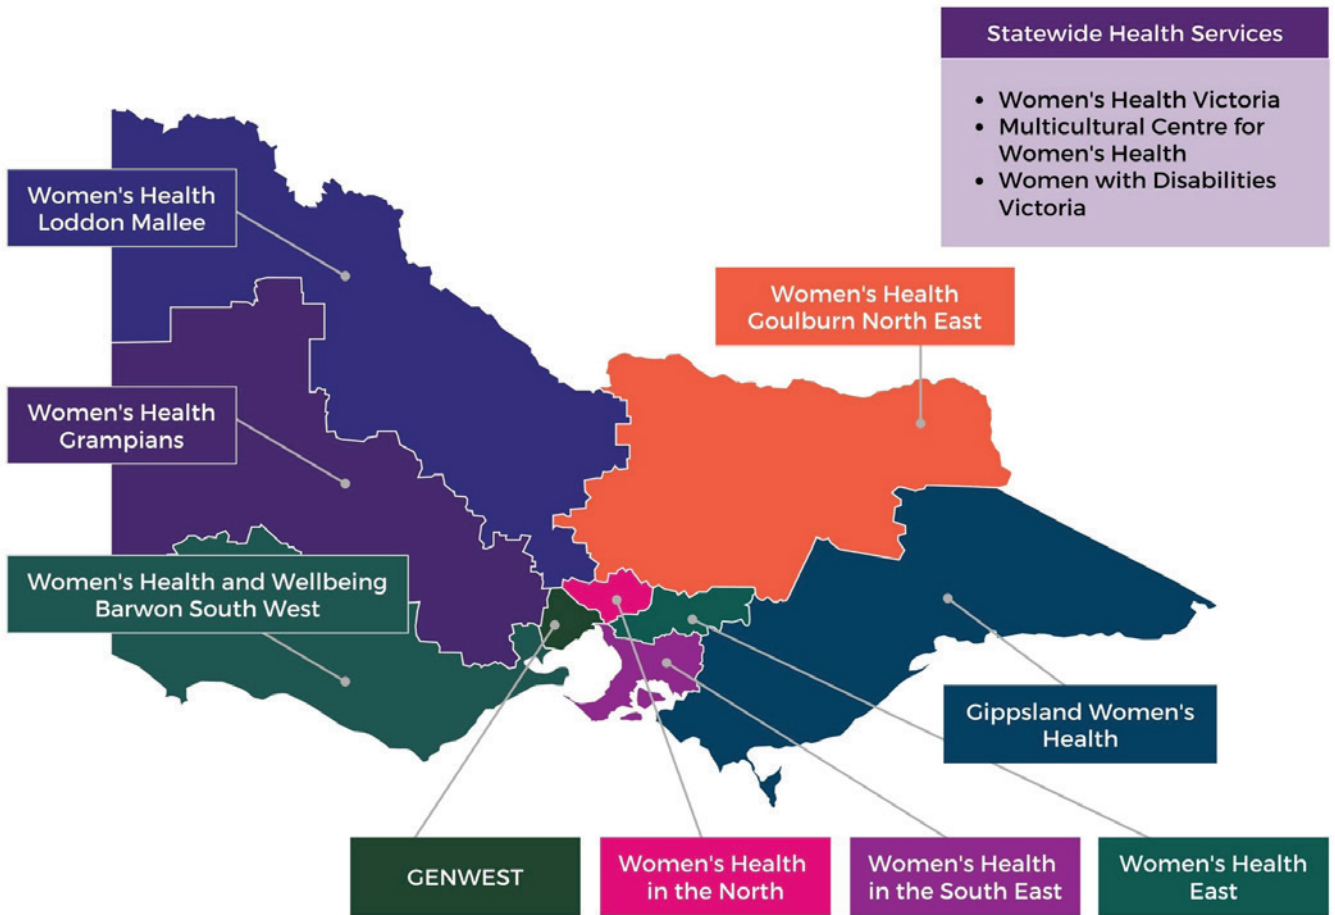 Statewide Health Services
• Women's Health Victoria
• Multicultural Centre for
Women's Health
• Women with Disabilities
Victoria
Women's Health
Loddon Mallee
Women's Health
Goulburn North East
Women's Health
Grampians
Women's Health and Wellbeing
Barwon South West
Gippsland Women's
Health
GENWEST
Women's Health
in the North
Women's Health
in the South East
Women's Health
East